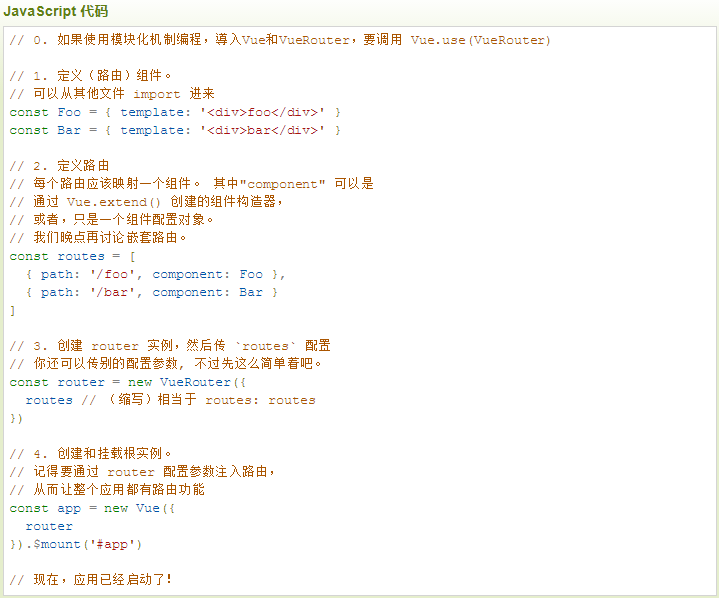 JavaScript 代码
// 0. 如果使用模块化机制编程，導入Vue和VueRouter，要调用 Vue.use(VueRouter)
// 1. 定义（路由）组件。
// 可以从其他文件 import 进来
const Foo = { template: '<div>foo</div>' }
const Bar = { template: '<div>bar</div>' }
// 2. 定义路由
// 每个路由应该映射一个组件。 其中"component" 可以是
// 通过 Vue.extend() 创建的组件构造器，
// 或者，只是一个组件配置对象。
// 我们晚点再讨论嵌套路由。
const routes = [
  { path: '/foo', component: Foo },
  { path: '/bar', component: Bar }
]
// 3. 创建 router 实例，然后传 `routes` 配置
// 你还可以传别的配置参数, 不过先这么简单着吧。
const router = new VueRouter({
  routes // （缩写）相当于 routes: routes
})
// 4. 创建和挂载根实例。
// 记得要通过 router 配置参数注入路由，
// 从而让整个应用都有路由功能
const app = new Vue({
  router
}).$mount('#app')
// 现在，应用已经启动了！